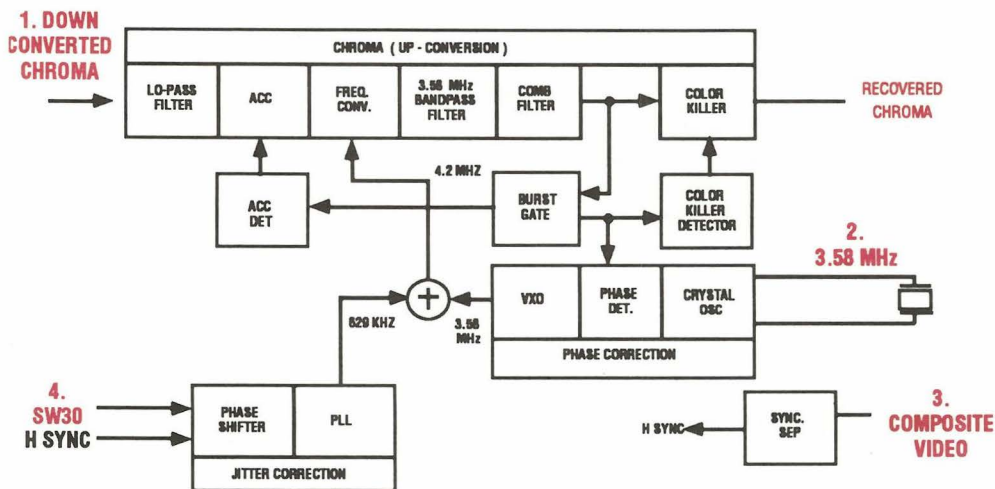 1. DOWN
CONVERTED
CHROMA
CHROMA ( UP - CONVERSION )
LO-PASS
FILTER
ACC
FREQ.
CONV.
3.58 MHz
BANDPASS
FILTER
COMB
FILTER
COLOR
KILLER
RECOVERED
CHROMA
4.2 MHZ
ACC
DET
BURST
GATE
COLOR
KILLER
DETECTOR
2.
3.58 MHz
VXO
PHASE
DET.
CRYSTAL
OSC
PHASE CORRECTION
+
629 KHZ
3.58
MHz
4.
SW30
H SYNC
PHASE
SHIFTER
PLL
JITTER CORRECTION
H SYNC
SYNC.
SEP
3.
COMPOSITE
VIDEO